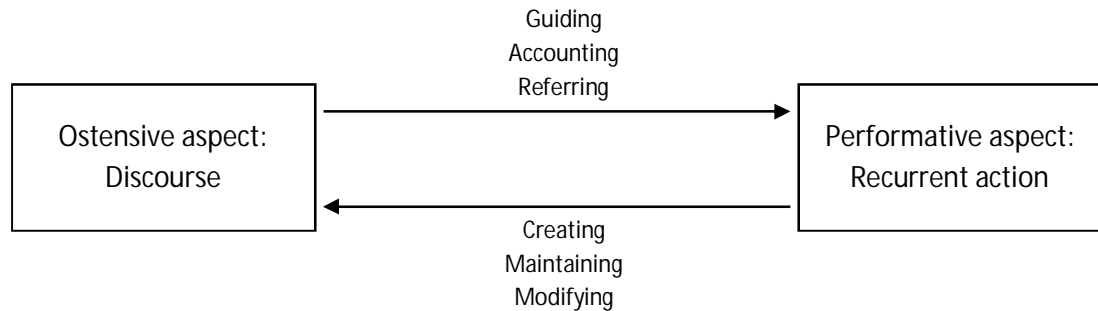 Guiding
Accounting
Referring
Ostensive aspect:
Discourse
Performative aspect:
Recurrent action
Creating
Maintaining
Modifying